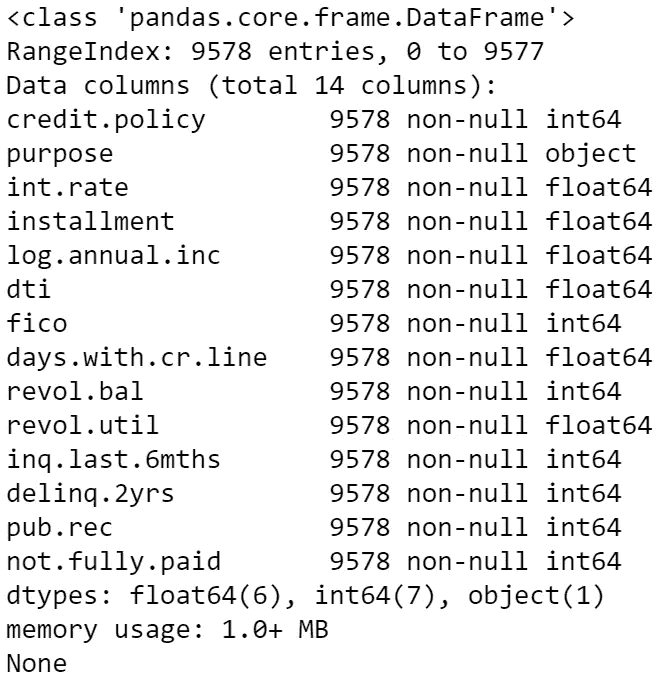 <class 'pandas.core.frame.DataFrame'>
RangeIndex: 9578 entries, 0 to 9577
Data columns (total 14 columns):
credit.policy        9578 non-null int64
purpose              9578 non-null object
int.rate             9578 non-null float64
installment          9578 non-null float64
log.annual.inc       9578 non-null float64
dti                  9578 non-null float64
fico                 9578 non-null int64
days.with.cr.line    9578 non-null float64
revol.bal            9578 non-null int64
revol.util           9578 non-null float64
inq.last.6mths       9578 non-null int64
delinq.2yrs          9578 non-null int64
pub.rec              9578 non-null int64
not.fully.paid       9578 non-null int64
dtypes: float64(6), int64(7), object(1)
memory usage: 1.0+ MB
None